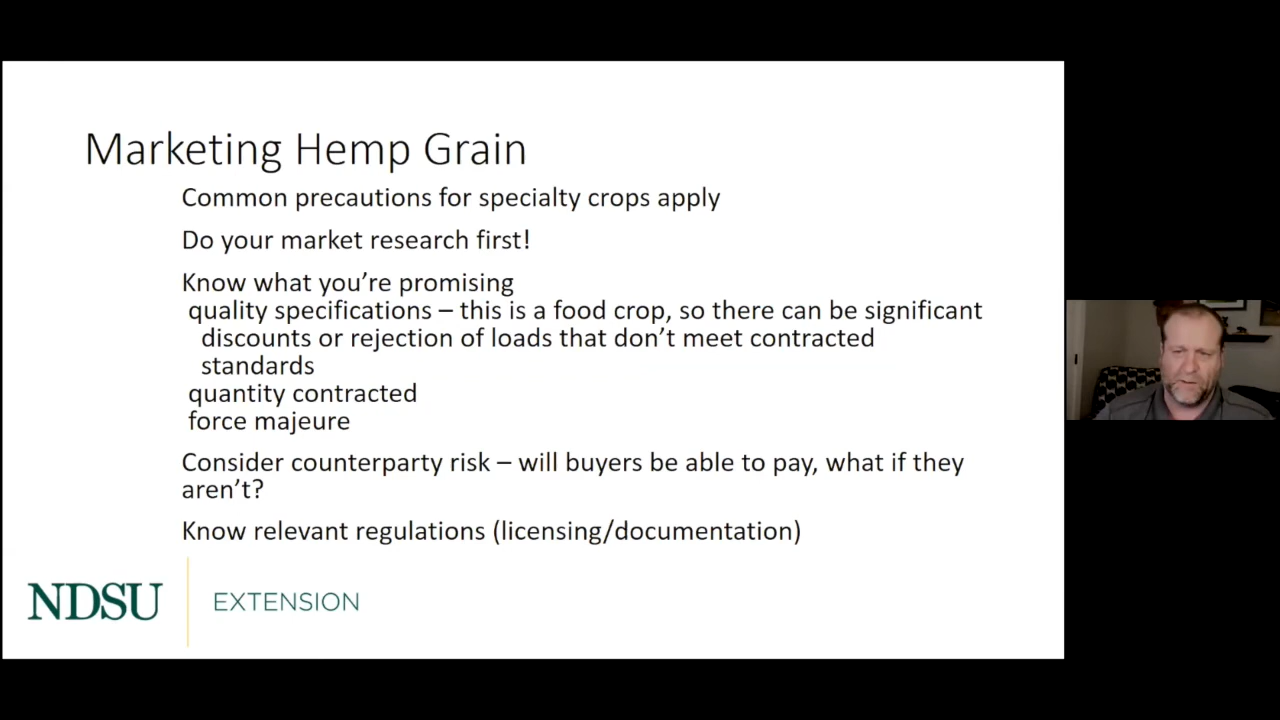 Marketing Hemp Grain
Common precautions for specialty crops apply
Do your market research first!
Know what you're promising
quality specifications – this is a food crop, so there can be significant
discounts or rejection of loads that don't meet contracted
standards
quantity contracted
force majeure
Consider counterparty risk – will buyers be able to pay, what if they
aren't?
Know relevant regulations (licensing/documentation)
NDSU EXTENSION